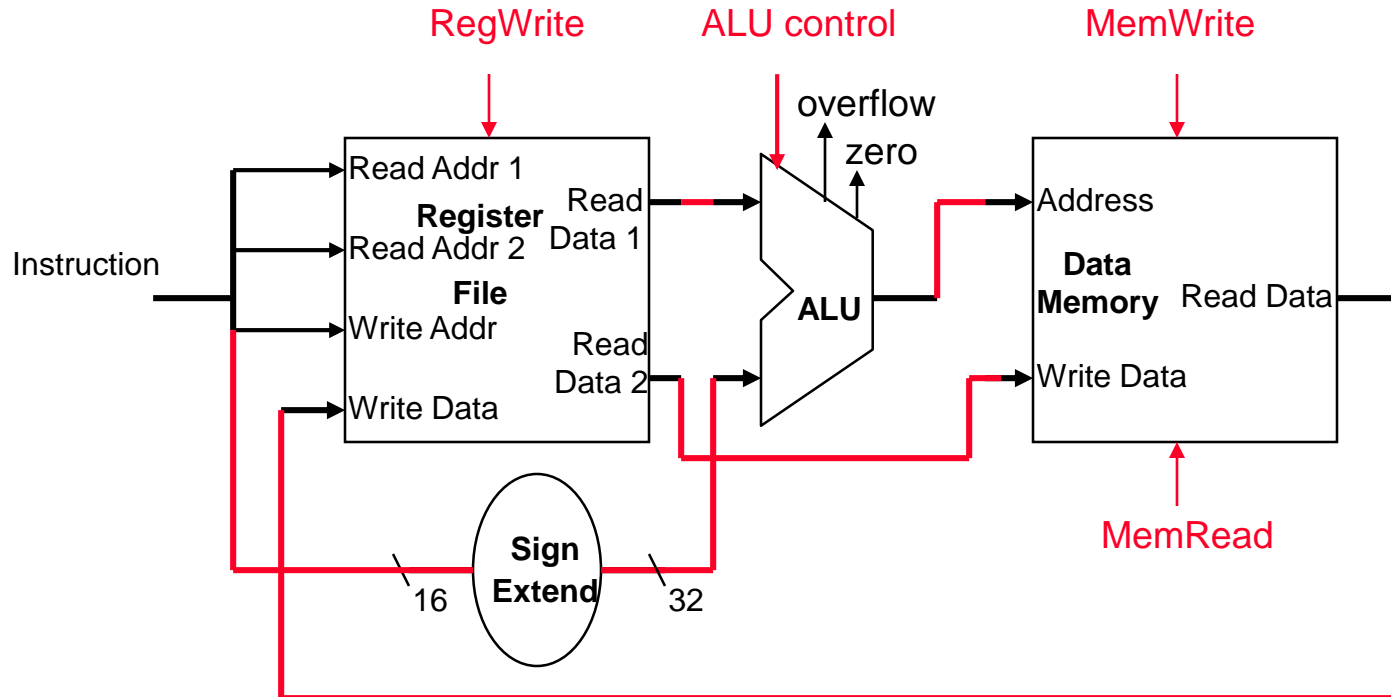 RegWrite
ALU control
MemWrite
overflow
zero
Instruction
Read Addr 1
Register
Read Addr 2
File
Write Addr
Write Data
Read
Data 1
Read
Data 2
ALU
Address
Data
Memory
Read Data
Write Data
MemRead
Sign
Extend
16
32